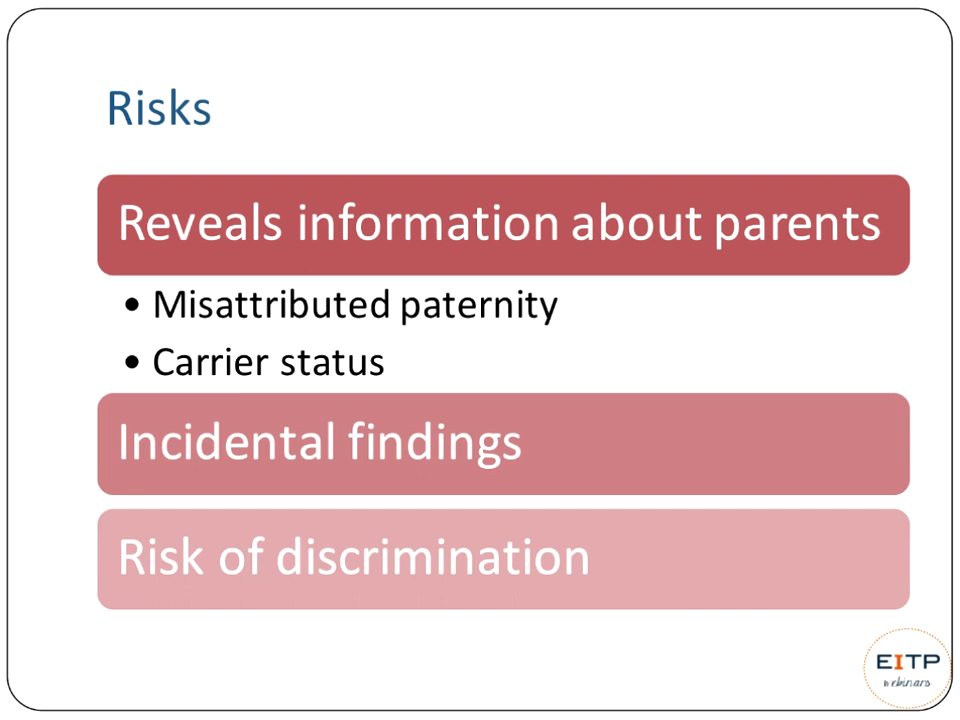 Risks
Reveals information about parents
• Misattributed paternity
• Carrier status
Incidental findings
Risk of discrimination
EITP
webinars